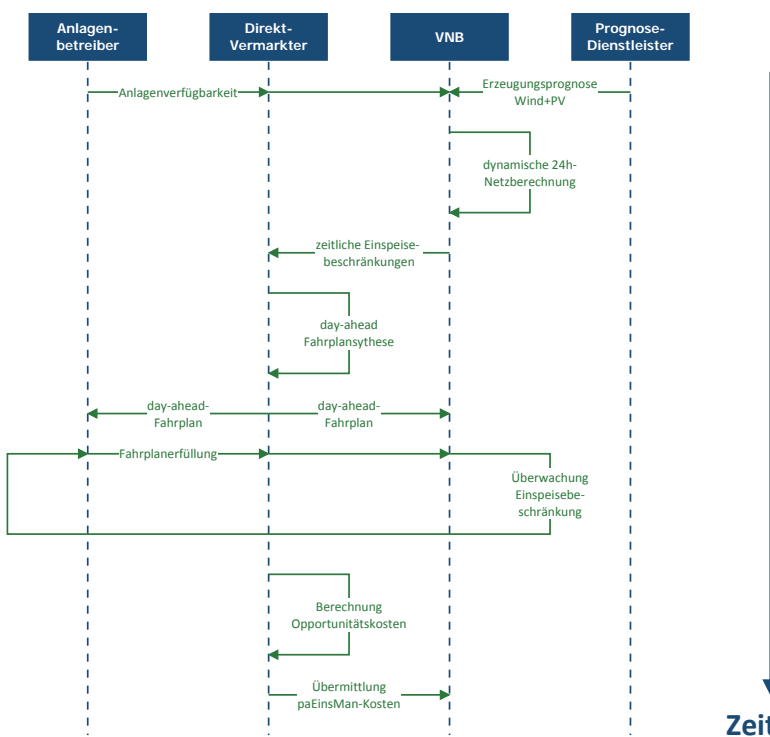 Anlagen-
betreiber
Direkt-
Vermarkter
VNB
Prognose-
Dienstleister
Anlagenverfügbarkeit
Erzeugungsprognose
Wind+PV
dynamische 24h-
Netzberechnung
zeitliche Einspeise-
beschränkungen
day-ahead
Fahrplansythese
day-ahead-
Fahrplan
day-ahead-
Fahrplan
Fahrplanerfüllung
Überwachung
Einspeisebe-
schränkung
Berechnung
Opportunitätskosten
Übermittlung
paEinsMan-Kosten
Zeit